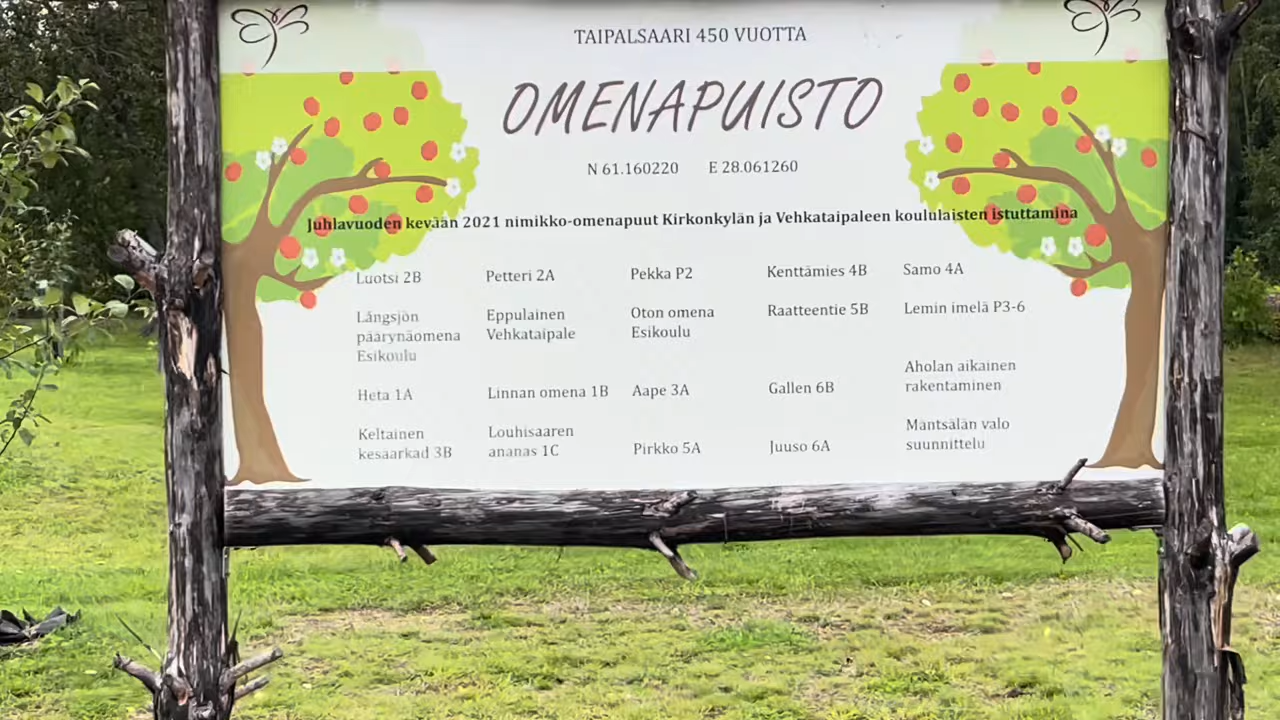 TAIPALSAARI 450 VUOTTA
OMENAPUISTO
N 61.160220 E 28.061260
Juhlavuoden kevään 2021 nimikko-omenapuut Kirkonkylän ja Vehkataipaleen koululaisten istuttamina
Luotsi 2B
Petteri 2A
Pekka P2
Kenttämies 4B
Samo 4A
Långsjön
päärynäomena
Esikoulu
Eppulainen
Vehkataipale
Oton omena
Esikoulu
Raatteentie 5B
Lemin imelä P3-6
Heta 1A
Linnan omena 1B
Aape 3A
Gallen 6B
Aholan aikainen
rakentaminen
Keltainen
kesäarkad 3B
Louhisaaren
ananas 1C
Pirkko 5A
Juuso 6A
Mäntsälän valo
suunnittelu